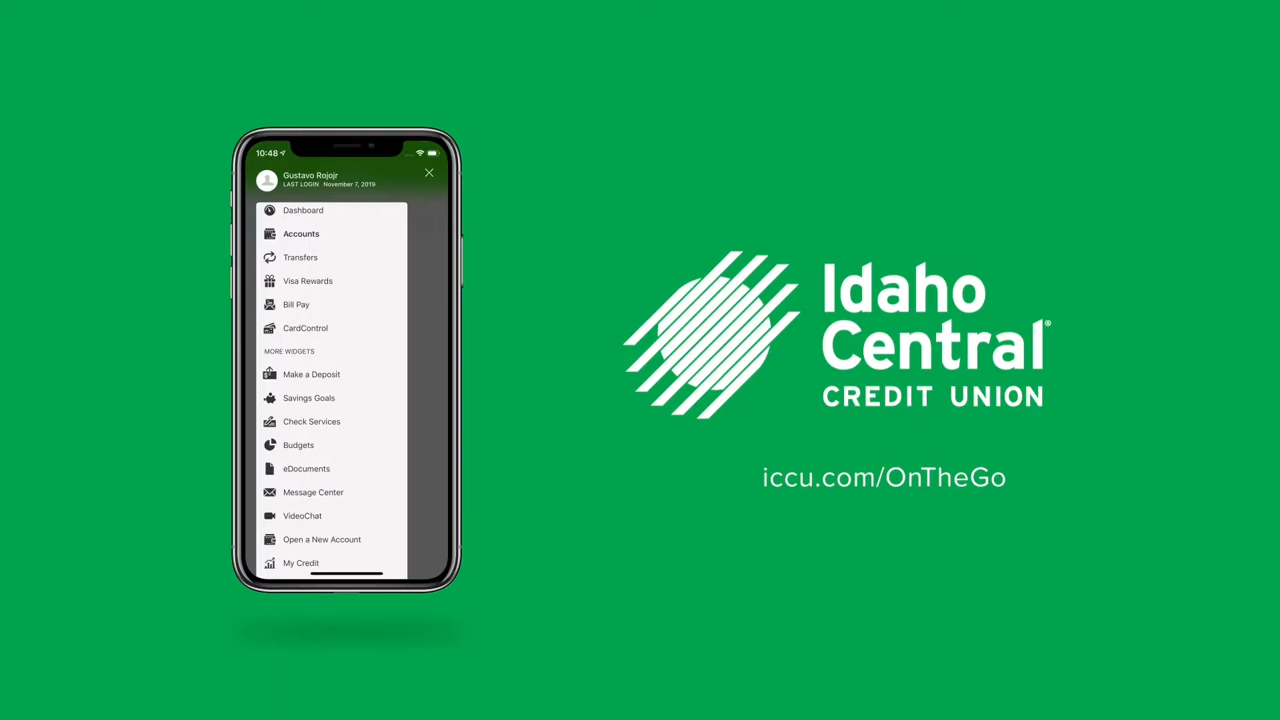 10:48
Gustavo Rojojr
LAST LOGIN November 7, 2019
Dashboard
Accounts
Transfers
Visa Rewards
Bill Pay
CardControl
MORE WIDGETS
Make a Deposit
Savings Goals
Check Services
Budgets
eDocuments
Message Center
VideoChat
Open a New Account
My Credit
Idaho
Central®
CREDIT UNION
iccu.com/OnTheGo